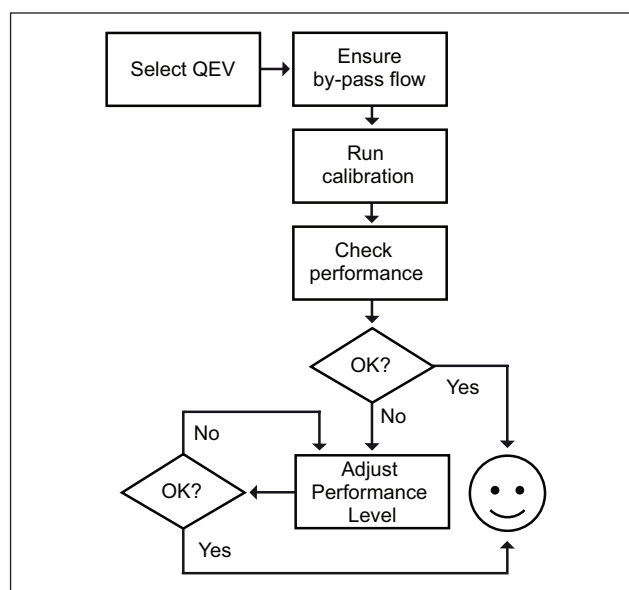 Select QEV
Ensure
by-pass flow
Run
calibration
Check
performance
OK?
Yes
No
Adjust
Performance
Level
OK?
No
Yes